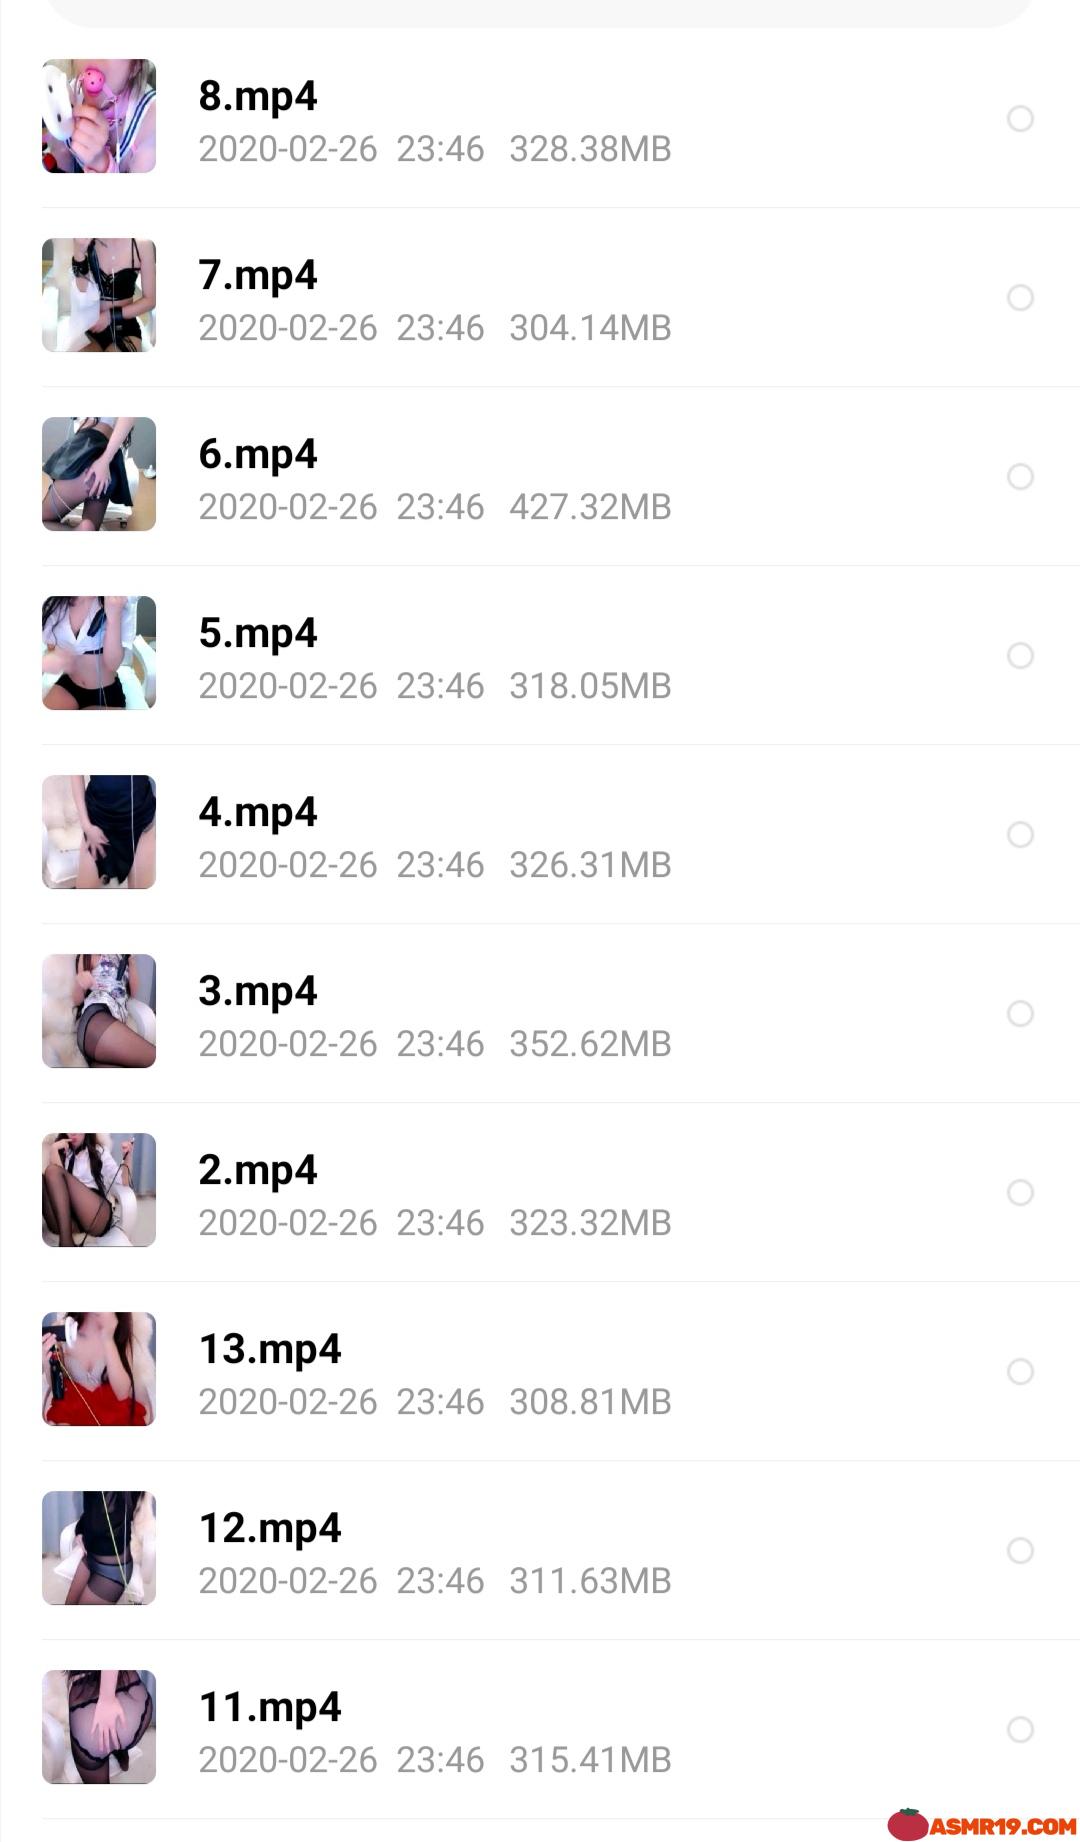 8.mp4
2020-02-26 23:46 328.38MB
7.mp4
2020-02-26 23:46 304.14MB
6.mp4
2020-02-26 23:46 427.32MB
5.mp4
2020-02-26 23:46 318.05MB
4.mp4
2020-02-26 23:46 326.31MB
3.mp4
2020-02-26 23:46 352.62MB
2.mp4
2020-02-26 23:46 323.32MB
13.mp4
2020-02-26 23:46 308.81MB
12.mp4
2020-02-26 23:46 311.63MB
11.mp4
2020-02-26 23:46 315.41MB
ASMR19.COM